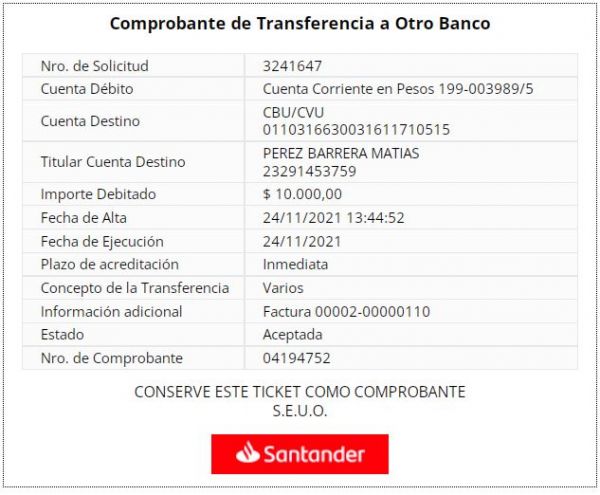 Comprobante de Transferencia a Otro Banco
Nro. de Solicitud 3241647
Cuenta Débito Cuenta Corriente en Pesos 199-003989/5
Cuenta Destino CBU/CVU
0110316630031611710515
Titular Cuenta Destino PEREZ BARRERA MATIAS
23291453759
Importe Debitado $ 10.000,00
Fecha de Alta 24/11/2021 13:44:52
Fecha de Ejecución 24/11/2021
Plazo de acreditación Inmediata
Concepto de la Transferencia Varios
Información adicional Factura 00002-00000110
Estado Aceptada
Nro. de Comprobante 04194752
CONSERVE ESTE TICKET COMO COMPROBANTE
S.E.U.O.
Santander